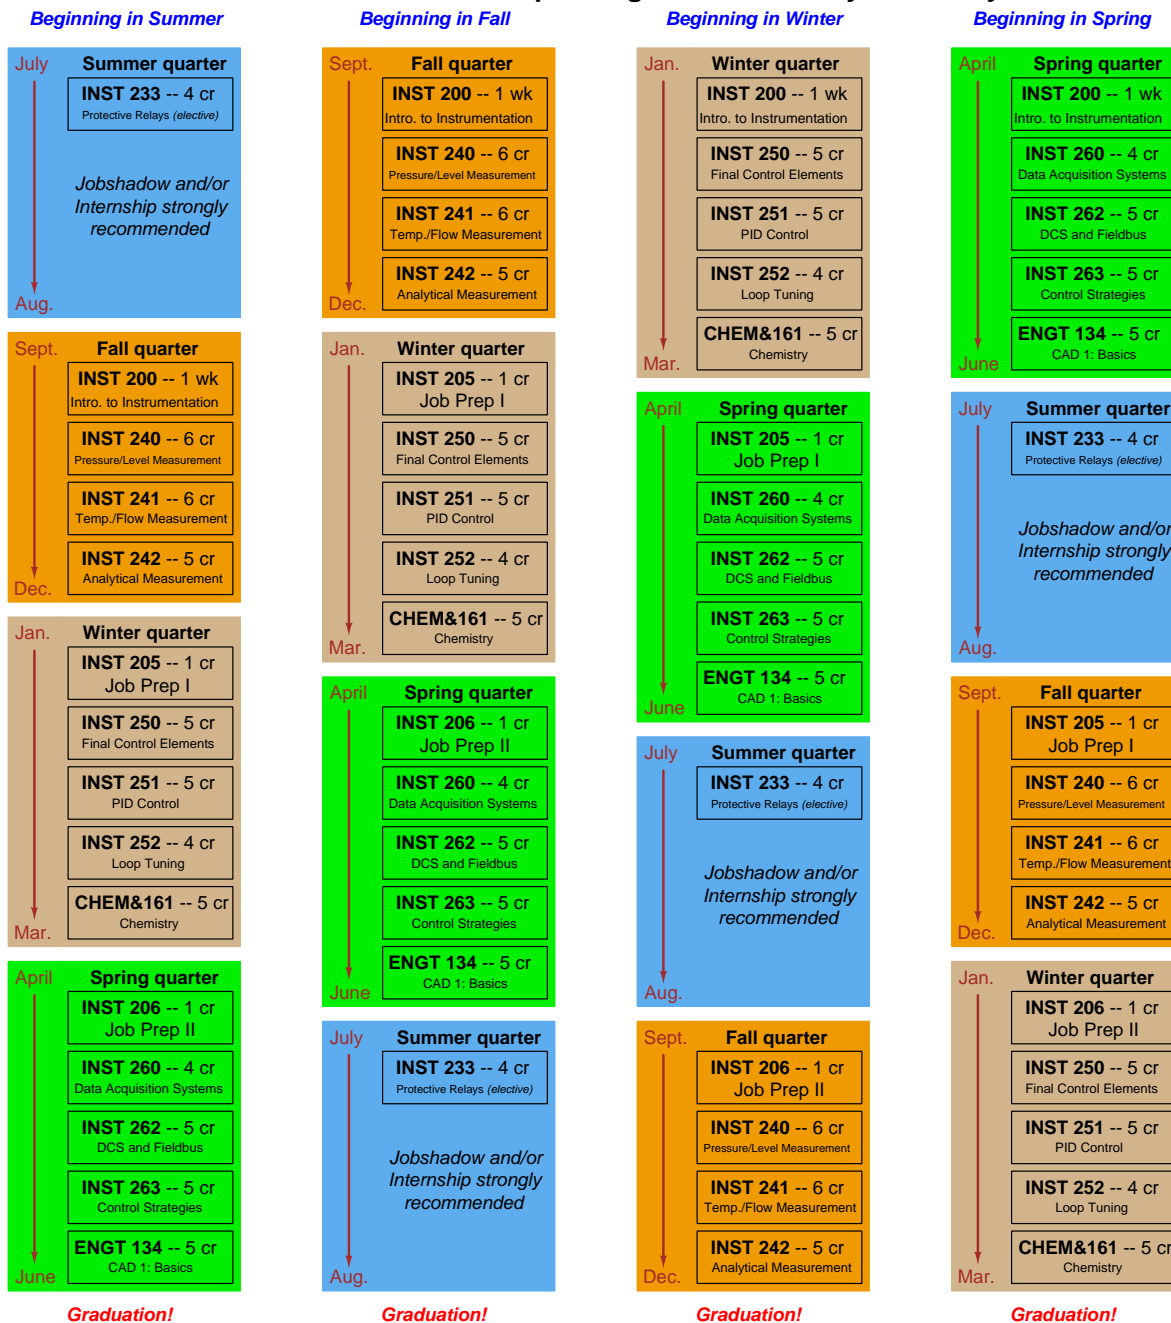 Beginning in Summer
July
Summer quarter
INST 233 -- 4 cr
Protective Relays (elective)
Jobshadow and/or
Internship strongly
recommended
Aug.
Sept.
Fall quarter
INST 200 -- 1 wk
Intro. to Instrumentation
INST 240 -- 6 cr
Pressure/Level Measurement
INST 241 -- 6 cr
Temp./Flow Measurement
INST 242 -- 5 cr
Analytical Measurement
Dec.
Jan.
Winter quarter
INST 205 -- 1 cr
Job Prep I
INST 250 -- 5 cr
Final Control Elements
INST 251 -- 5 cr
PID Control
INST 252 -- 4 cr
Loop Tuning
CHEM&161 -- 5 cr
Chemistry
Mar.
April
Spring quarter
INST 206 -- 1 cr
Job Prep II
INST 260 -- 4 cr
Data Acquisition Systems
INST 262 -- 5 cr
DCS and Fieldbus
INST 263 -- 5 cr
Control Strategies
ENGT 134 -- 5 cr
CAD 1: Basics
June
Graduation!
Beginning in Fall
Sept.
Fall quarter
INST 200 -- 1 wk
Intro. to Instrumentation
INST 240 -- 6 cr
Pressure/Level Measurement
INST 241 -- 6 cr
Temp./Flow Measurement
INST 242 -- 5 cr
Analytical Measurement
Dec.
Jan.
Winter quarter
INST 205 -- 1 cr
Job Prep I
INST 250 -- 5 cr
Final Control Elements
INST 251 -- 5 cr
PID Control
INST 252 -- 4 cr
Loop Tuning
CHEM&161 -- 5 cr
Chemistry
Mar.
April
Spring quarter
INST 206 -- 1 cr
Job Prep II
INST 260 -- 4 cr
Data Acquisition Systems
INST 262 -- 5 cr
DCS and Fieldbus
INST 263 -- 5 cr
Control Strategies
ENGT 134 -- 5 cr
CAD 1: Basics
June
July
Summer quarter
INST 233 -- 4 cr
Protective Relays (elective)
Jobshadow and/or
Internship strongly
recommended
Aug.
Graduation!
Beginning in Winter
Jan.
Winter quarter
INST 200 -- 1 wk
Intro. to Instrumentation
INST 250 -- 5 cr
Final Control Elements
INST 251 -- 5 cr
PID Control
INST 252 -- 4 cr
Loop Tuning
CHEM&161 -- 5 cr
Chemistry
Mar.
April
Spring quarter
INST 205 -- 1 cr
Job Prep I
INST 260 -- 4 cr
Data Acquisition Systems
INST 262 -- 5 cr
DCS and Fieldbus
INST 263 -- 5 cr
Control Strategies
ENGT 134 -- 5 cr
CAD 1: Basics
June
July
Summer quarter
INST 233 -- 4 cr
Protective Relays (elective)
Jobshadow and/or
Internship strongly
recommended
Aug.
Sept.
Fall quarter
INST 206 -- 1 cr
Job Prep II
INST 240 -- 6 cr
Pressure/Level Measurement
INST 241 -- 6 cr
Temp./Flow Measurement
INST 242 -- 5 cr
Analytical Measurement
Dec.
Graduation!
Beginning in Spring
April
Spring quarter
INST 200 -- 1 wk
Intro. to Instrumentation
INST 260 -- 4 cr
Data Acquisition Systems
INST 262 -- 5 cr
DCS and Fieldbus
INST 263 -- 5 cr
Control Strategies
ENGT 134 -- 5 cr
CAD 1: Basics
June
July
Summer quarter
INST 233 -- 4 cr
Protective Relays (elective)
Jobshadow and/or
Internship strongly
recommended
Aug.
Sept.
Fall quarter
INST 205 -- 1 cr
Job Prep I
INST 240 -- 6 cr
Pressure/Level Measurement
INST 241 -- 6 cr
Temp./Flow Measurement
INST 242 -- 5 cr
Analytical Measurement
Dec.
Jan.
Winter quarter
INST 206 -- 1 cr
Job Prep II
INST 250 -- 5 cr
Final Control Elements
INST 251 -- 5 cr
PID Control
INST 252 -- 4 cr
Loop Tuning
CHEM&161 -- 5 cr
Chemistry
Mar.
Graduation!